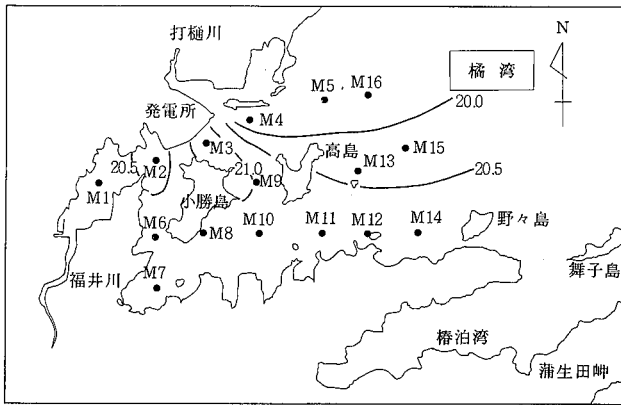 打樋川
N
橘 湾
M5
M16
発電所
M4
20.0
M3
高島
M15
20.5
M2
21.0
M13
M1
M9
20.5
小勝島
M6
M8
M10
M11
M12
M14
野々島
福井川
M7
舞子島
椿泊湾
蒲生田岬